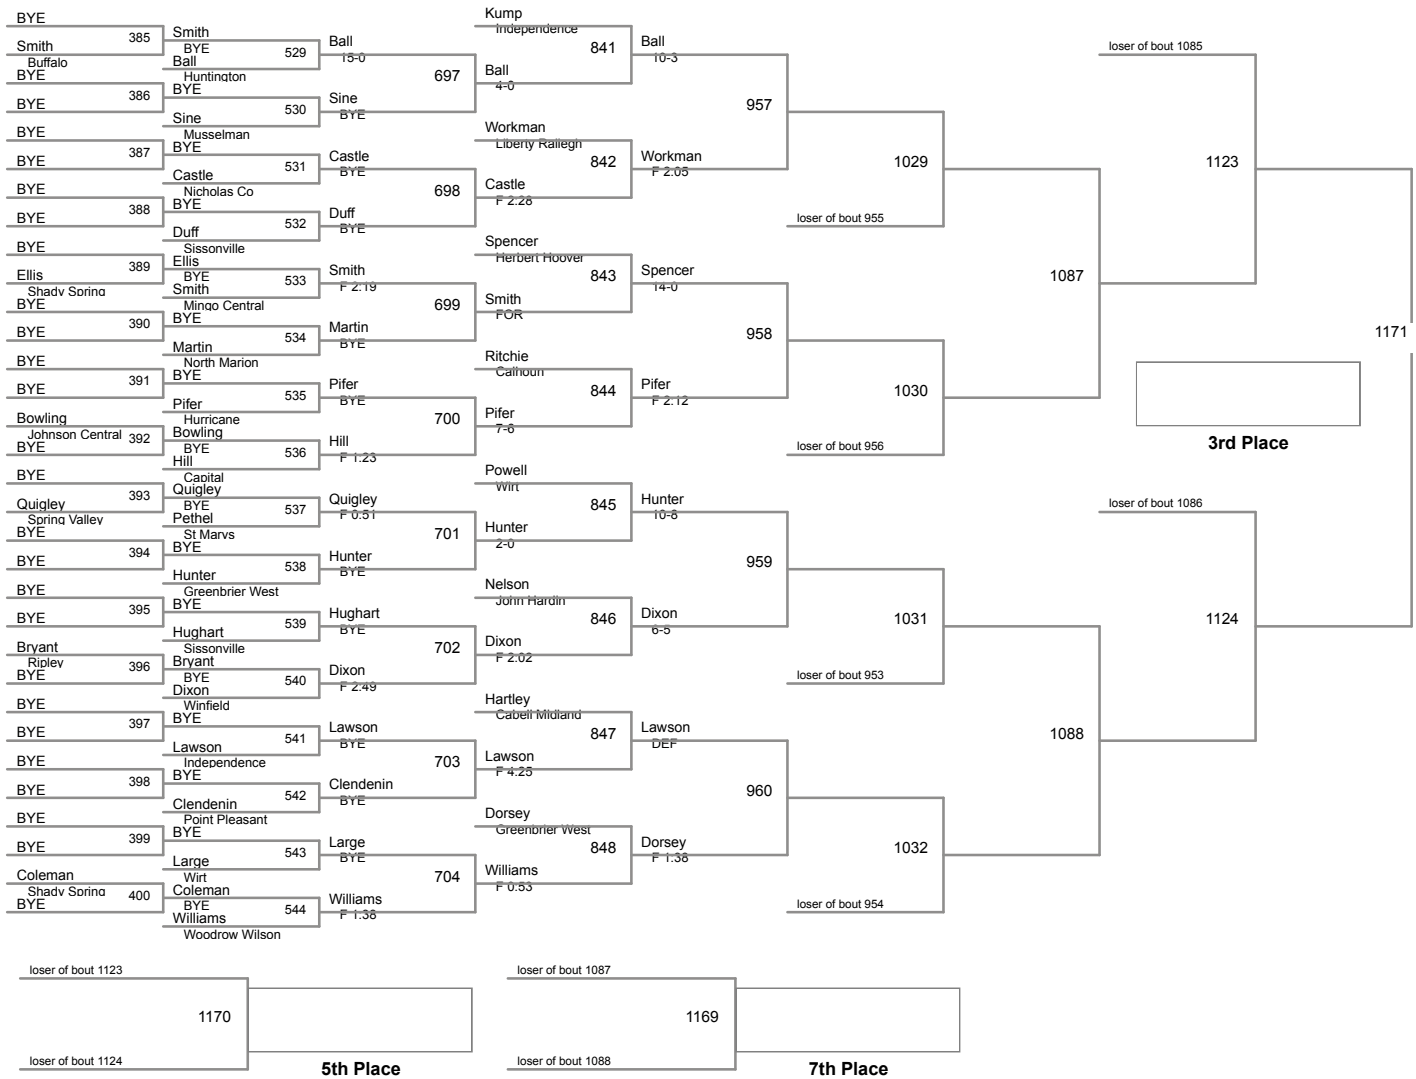 BYE
385
Smith
Buffalo
BYE
386
BYE
BYE
387
BYE
BYE
388
BYE
BYE
389
Ellis
Shady Spring
BYE
390
BYE
BYE
391
BYE
Bowling
Johnson Central 392
BYE
BYE
393
Quigley
Spring Valley
BYE
394
BYE
BYE
395
BYE
Bryant
Ripley 396
BYE
BYE
397
BYE
BYE
398
BYE
BYE
399
BYE
Coleman
Shady Spring 400
BYE
Smith
BYE 529
Ball
Huntington
BYE
530
Sine
Musselman
BYE
531
Castle
Nicholas Co
BYE
532
Duff
Sissonville
Ellis
BYE 533
Smith
Mingo Central
BYE
534
Martin
North Marion
BYE
535
Pifer
Hurricane
Bowling
BYE 536
Hill
Capital
Quigley
BYE 537
Pethel
St Marys
BYE
538
Hunter
Greenbrier West
BYE
539
Hughart
Sissonville
Bryant
BYE 540
Dixon
Winfield
BYE
541
Lawson
Independence
BYE
542
Clendenin
Point Pleasant
BYE
543
Large
Wirt
Coleman
BYE 544
Williams
Woodrow Wilson
Ball
15-0
697
Sine
BYE
Castle
BYE
698
Duff
BYE
Smith
F 2:19
699
Martin
BYE
Pifer
BYE
700
Hill
F 1:23
Quigley
F 0:51
701
Hunter
BYE
Hughart
BYE
702
Dixon
F 2:49
Lawson
BYE
703
Clendenin
BYE
Large
BYE
704
Williams
F 1:38
Kump
Independence
841
Ball
4-0
Workman
Liberty Raliegh
842
Castle
F 2:28
Spencer
Herbert Hoover
843
Smith
FOR
Ritchie
Calhoun
844
Pifer
7-6
Powell
Wirt
845
Hunter
2-0
Nelson
John Hardin
846
Dixon
F 2:02
Hartley
Cabell Midland
847
Lawson
F 4:25
Dorsey
Greenbrier West
848
Williams
F 0:53
Ball
10-3
957
Workman
F 2:05
Spencer
14-0
958
Pifer
F 2:12
Hunter
10-8
959
Dixon
6-5
Lawson
DEF
960
Dorsey
F 1:38
1029
loser of bout 955
1030
loser of bout 956
1031
loser of bout 953
1032
loser of bout 954
1087
1088
loser of bout 1085
1123
loser of bout 1086
1124
1171
3rd Place
loser of bout 1123
1170
loser of bout 1124
5th Place
loser of bout 1087
1169
loser of bout 1088
7th Place